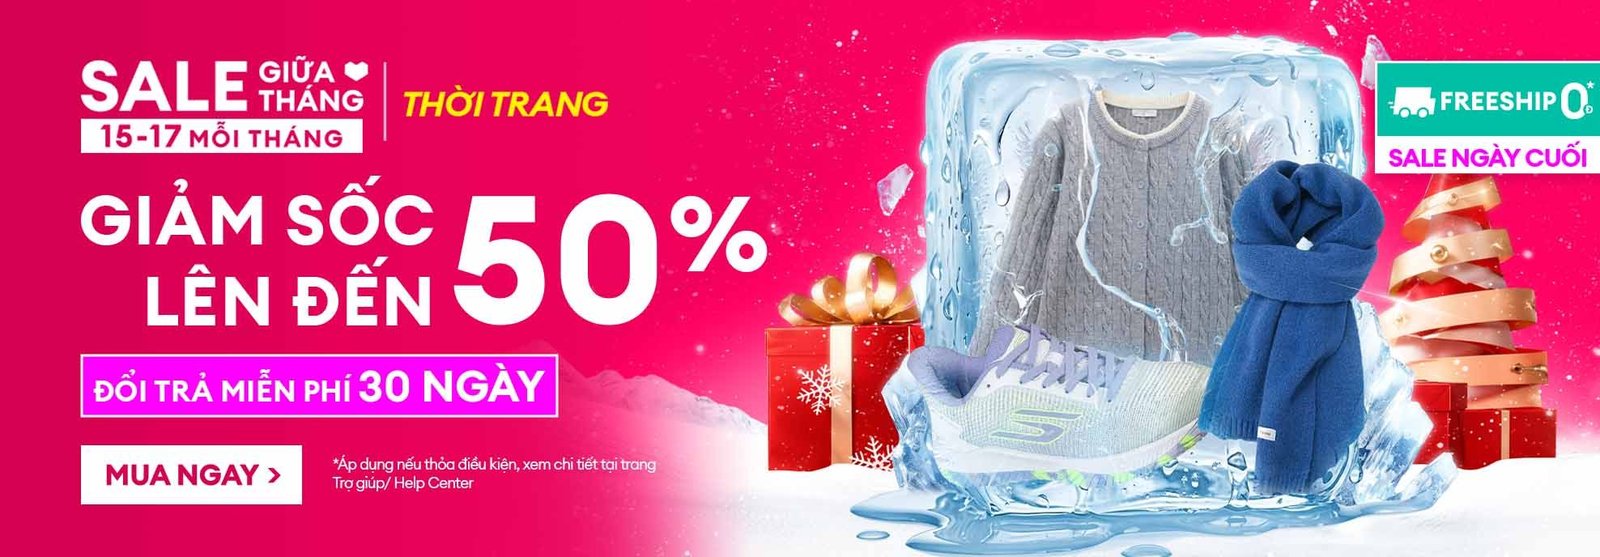 SALE GIỮA
THÁNG
15-17 MỖI THÁNG
THỜI TRANG
GIẢM SỐC
LÊN ĐẾN 50%
ĐỔI TRẢ MIỄN PHÍ 30 NGÀY
MUA NGAY >
*Áp dụng nếu thỏa điều kiện, xem chi tiết tại trang
Trợ giúp/ Help Center
FREESHIP 0Đ*
SALE NGÀY CUỐI